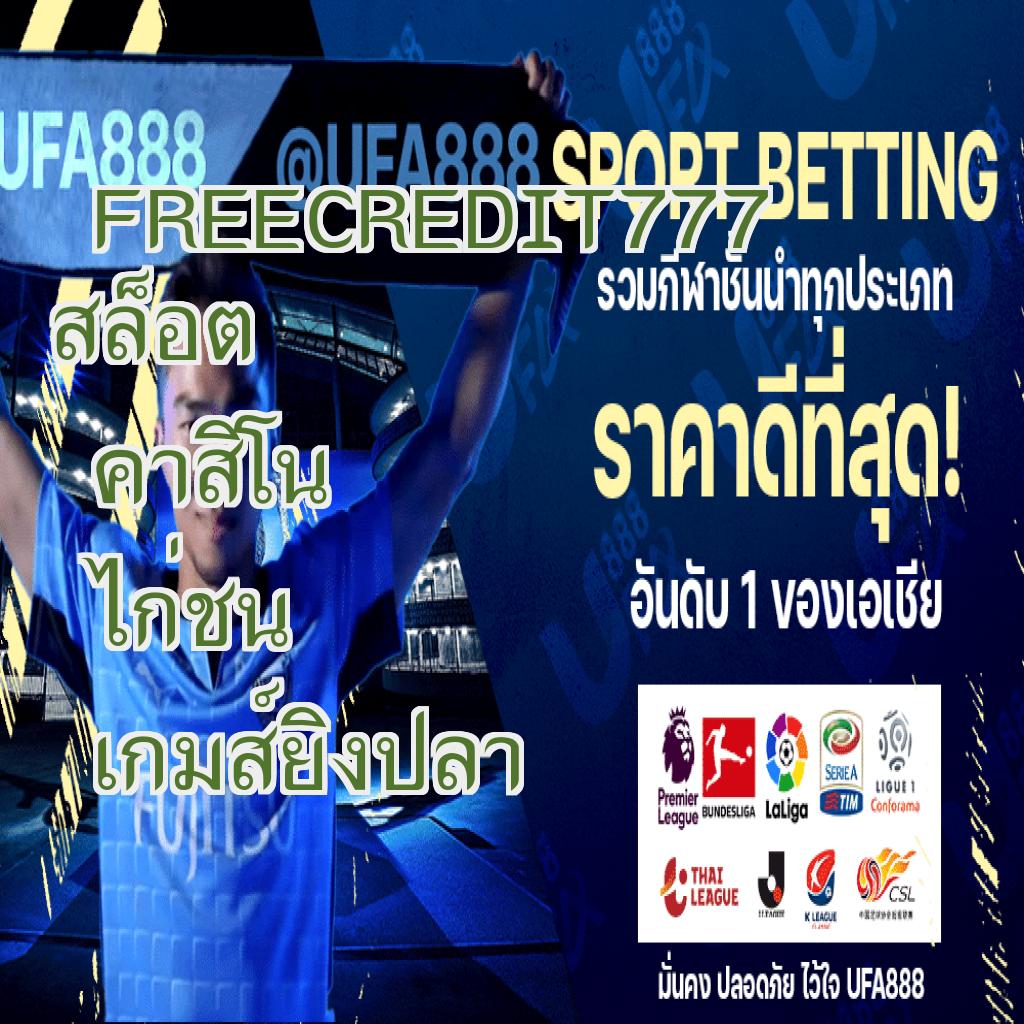 UFA888
@UFA888
SPORT BETTING
FREECREDIT777
รวมกีฬาชั้นนำทุกประเภท
สล็อต
ราคาดีที่สุด!
คาสิโน
ไก่ชน
อันดับ 1 ของเอเชีย
เกมส์ยิงปลา
FUJITSU
Premier League
BUNDESLIGA
LaLiga
SERIE A
TIM
LIGUE 1
Conforama
THAI LEAGUE
J.LEAGUE
K LEAGUE
CSL
มั่นคง ปลอดภัย ไว้ใจ UFA888